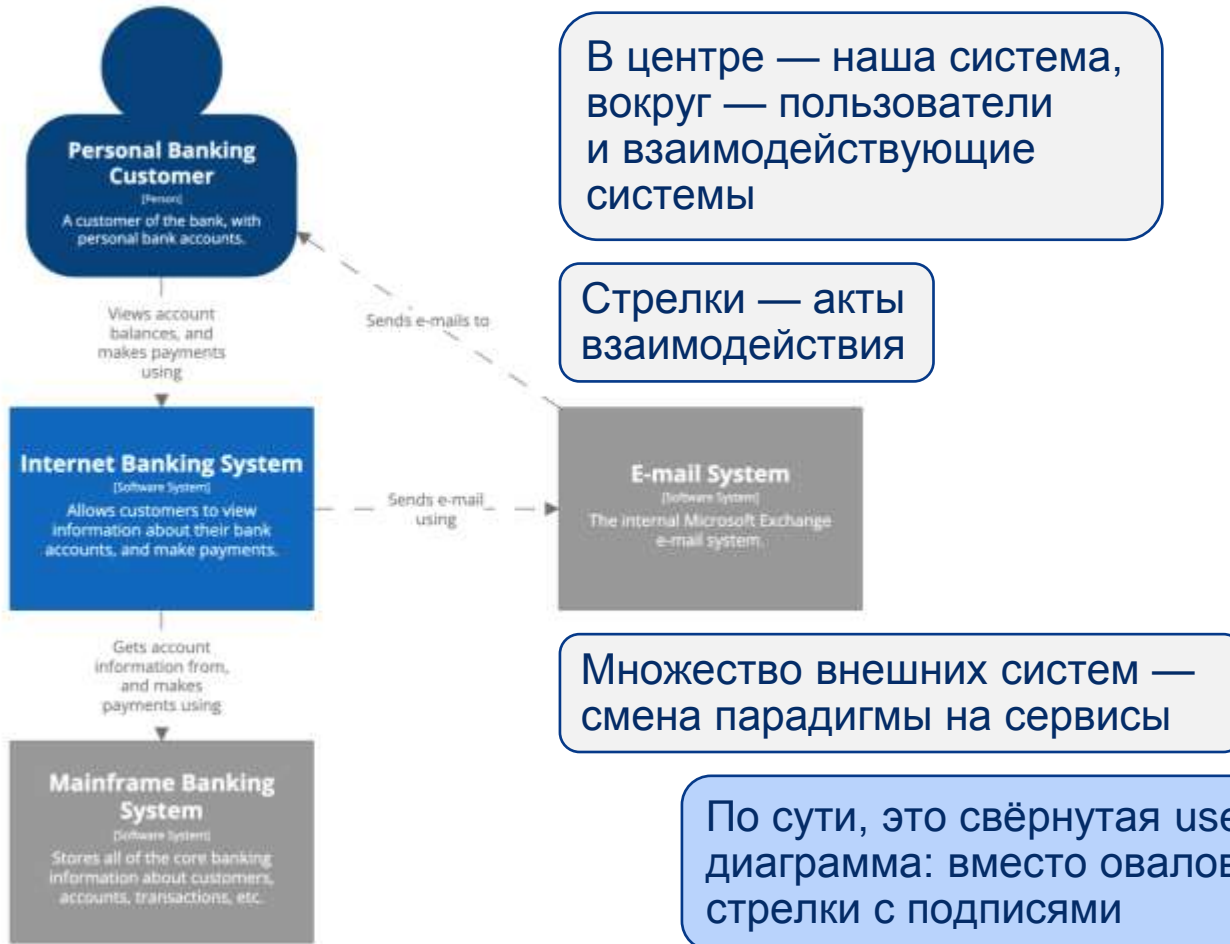 Personal Banking
Customer
[Person]
A customer of the bank, with
personal bank accounts.
Views account
balances, and
makes payments
using
Sends e-mails to
Internet Banking System
[Software System]
Allows customers to view
information about their bank
accounts, and make payments.
Sends e-mail
using
E-mail System
[Software System]
The internal Microsoft Exchange
e-mail system.
Gets account
information from,
and makes
payments using
Mainframe Banking
System
[Software System]
Stores all of the core banking
information about customers,
accounts, transactions, etc.
В центре — наша система,
вокруг — пользователи
и взаимодействующие
системы
Стрелки — акты
взаимодействия
Множество внешних систем —
смена парадигмы на сервисы
По сути, это свёрнутая use
диаграмма: вместо овалов
стрелки с подписями